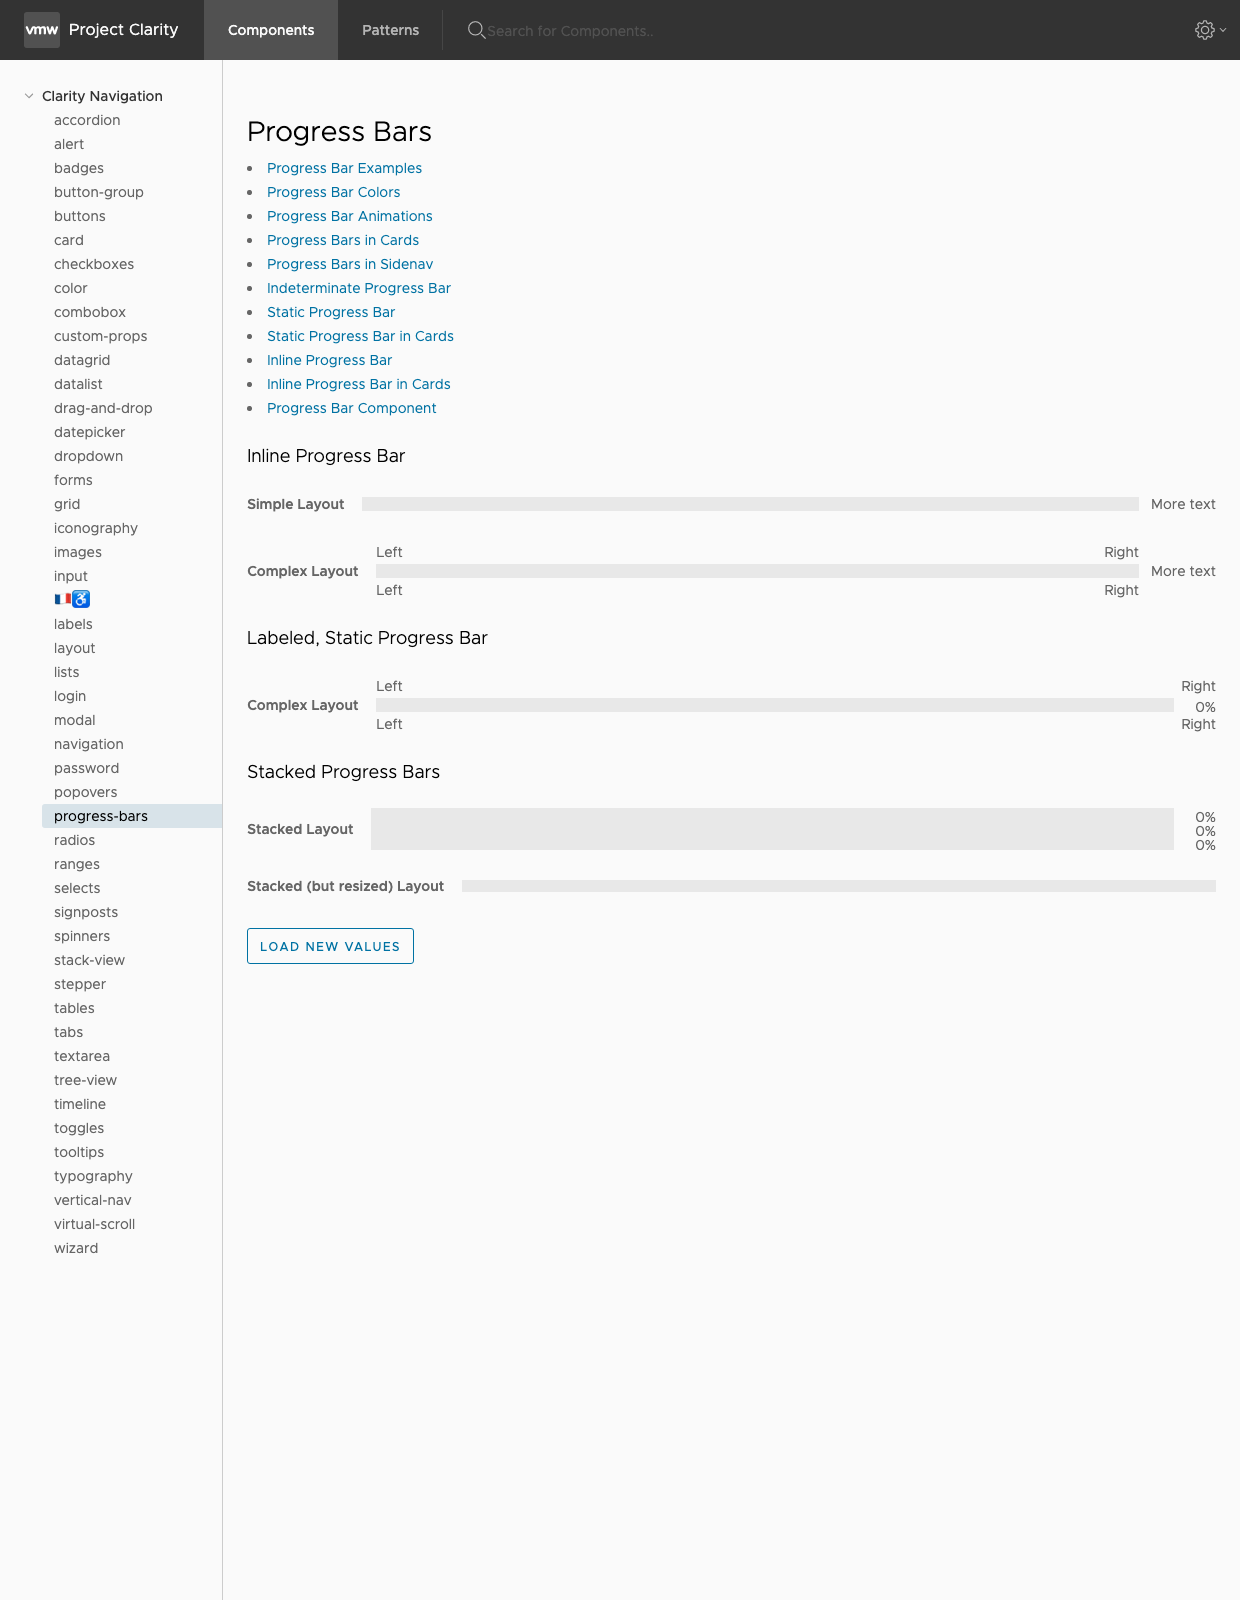 vmw Project Clarity Components Patterns Search for Components..
Clarity Navigation
accordion
alert
badges
button-group
buttons
card
checkboxes
color
combobox
custom-props
datagrid
datalist
drag-and-drop
datepicker
dropdown
forms
grid
iconography
images
input
🇫🇷♿
labels
layout
lists
login
modal
navigation
password
popovers
progress-bars
radios
ranges
selects
signposts
spinners
stack-view
stepper
tables
tabs
textarea
tree-view
timeline
toggles
tooltips
typography
vertical-nav
virtual-scroll
wizard
Progress Bars
Progress Bar Examples
Progress Bar Colors
Progress Bar Animations
Progress Bars in Cards
Progress Bars in Sidenav
Indeterminate Progress Bar
Static Progress Bar
Static Progress Bar in Cards
Inline Progress Bar
Inline Progress Bar in Cards
Progress Bar Component
Inline Progress Bar
Simple Layout More text
Left Right
Complex Layout More text
Left Right
Labeled, Static Progress Bar
Left Right
Complex Layout 0%
Left Right
Stacked Progress Bars
0%
Stacked Layout 0%
0%
Stacked (but resized) Layout
LOAD NEW VALUES